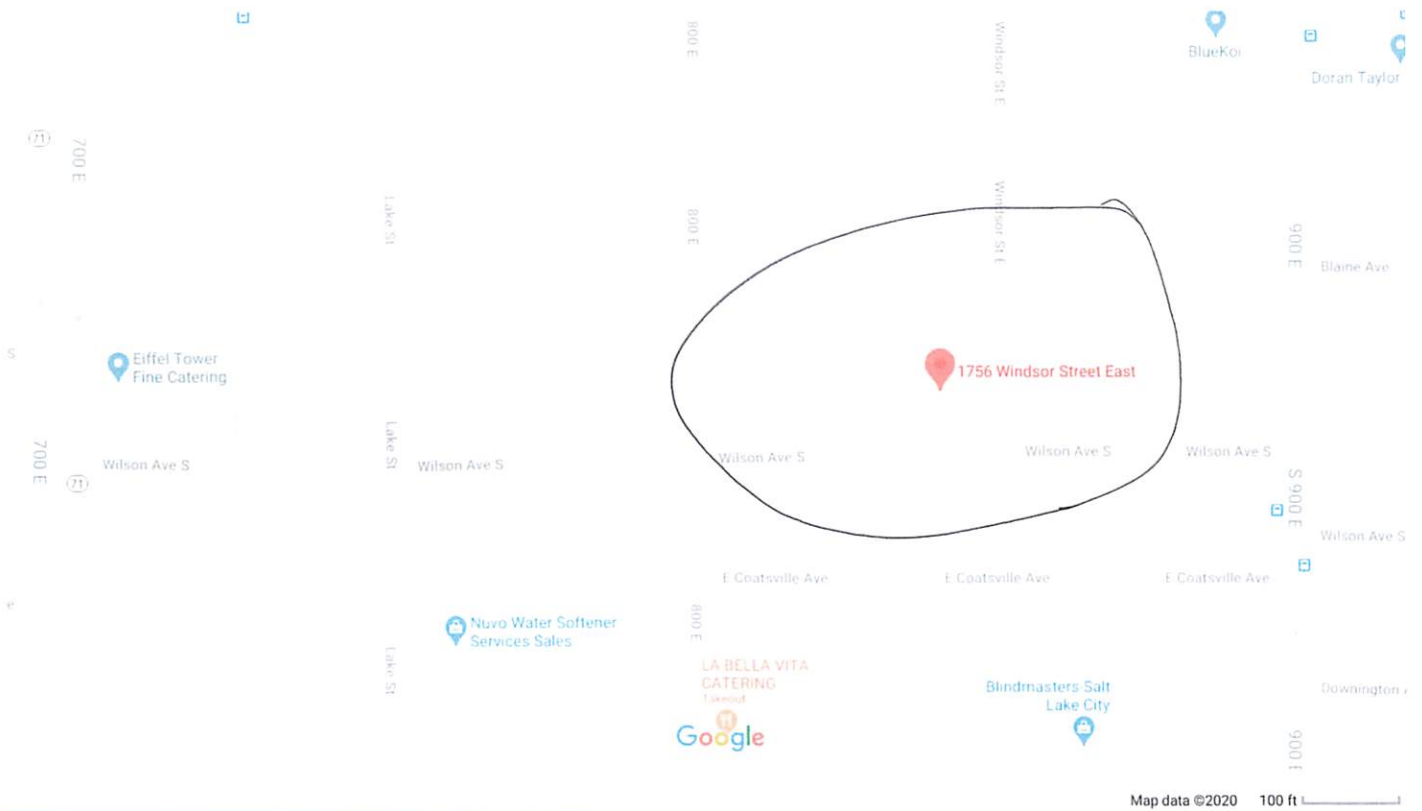 800 E
Windsor St E
BlueKoi
Doran Taylor
71
700 E
Lake St
800 E
Windsor St E
900 E
Blaine Ave
S
Eiffel Tower
Fine Catering
1756 Windsor Street East
700 E
71
Wilson Ave S
Lake St
Wilson Ave S
Wilson Ave S
Wilson Ave S
Wilson Ave S
S 900 E
Wilson Ave S
E Coatsville Ave
E Coatsville Ave
E Coatsville Ave
e
Nuvo Water Softener
Services Sales
800 E
Lake St
LA BELLA VITA
CATERING
Takeout
Blindmasters Salt
Lake City
Downington
900 E
Google
Map data ©2020
100 ft